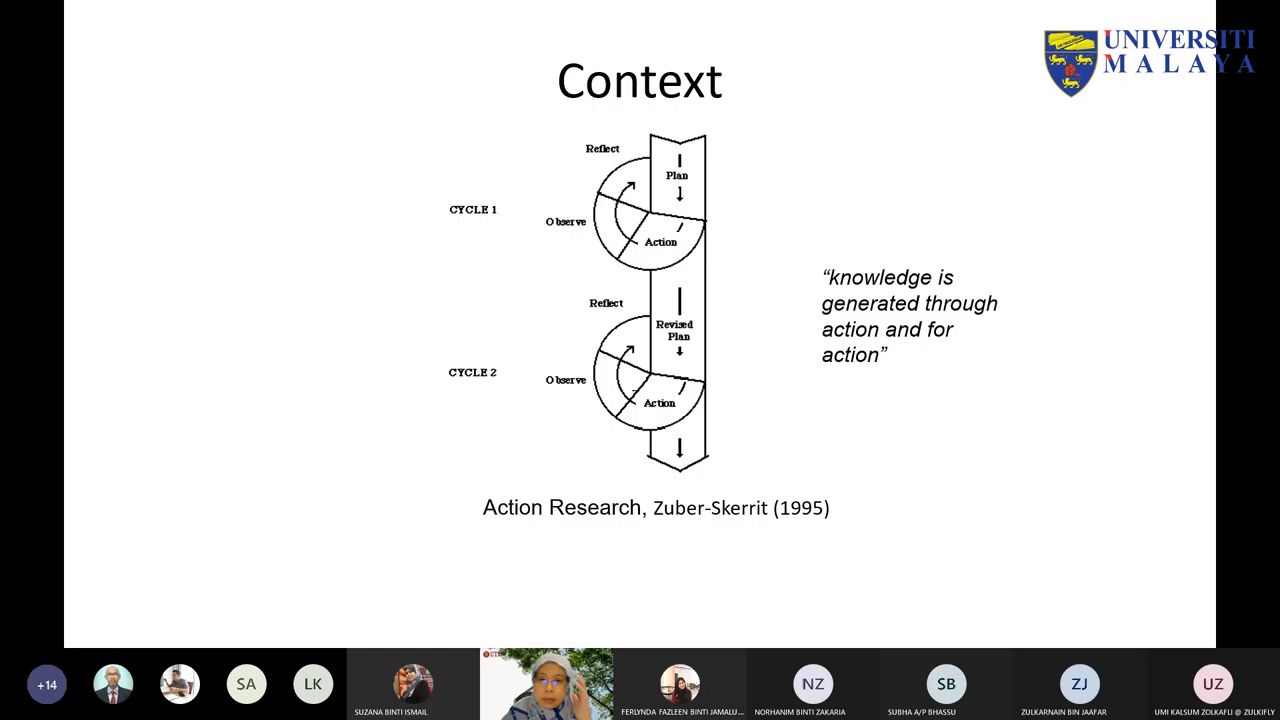 UNIVERSITI
MALAYA
Context
Reflect
Plan
CYCLE 1
Observe
Action
Reflect
Revised
Plan
CYCLE 2
Observe
Action
“knowledge is
generated through
action and for
action”
Action Research, Zuber-Skerrit (1995)
+14
SA
LK
NZ
SB
ZJ
UZ
SUZANA BINTI ISMAIL
FERLYNDA FAZLEEN BINTI JAMALU...
NORHANIM BINTI ZAKARIA
SUBHA A/P BHASSU
ZULKARNAIN BIN JAAFAR
UMI KALSUM ZOLKAFLI @ ZULKIFLY